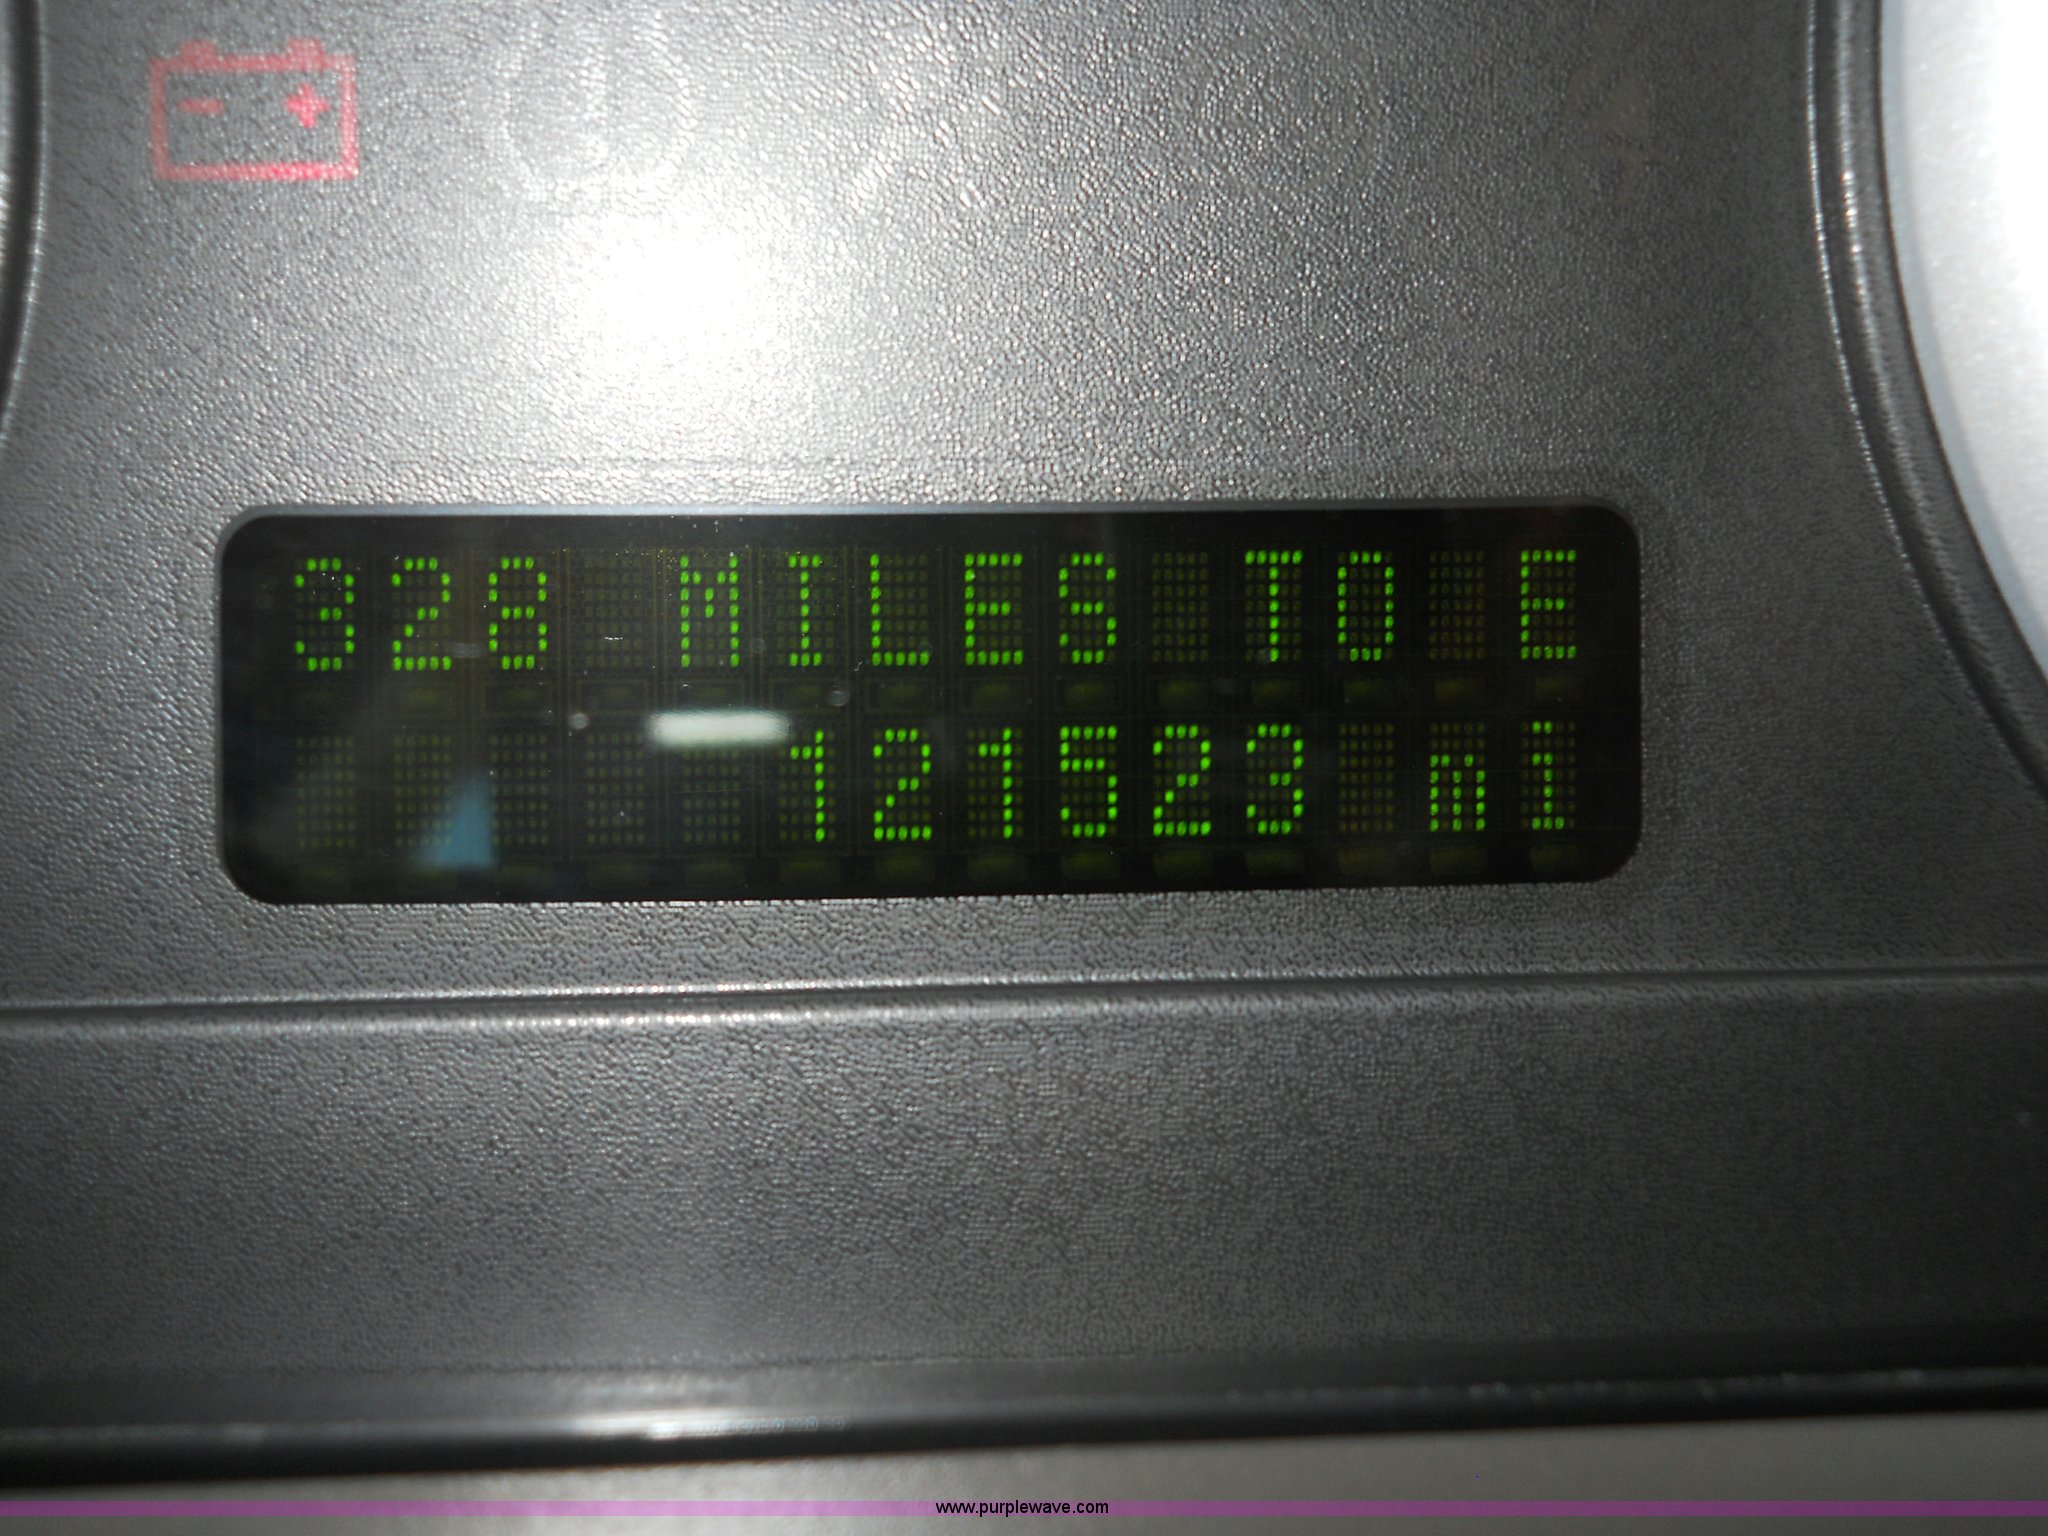 328 MILES TO E
121523 mi
www.purplewave.com